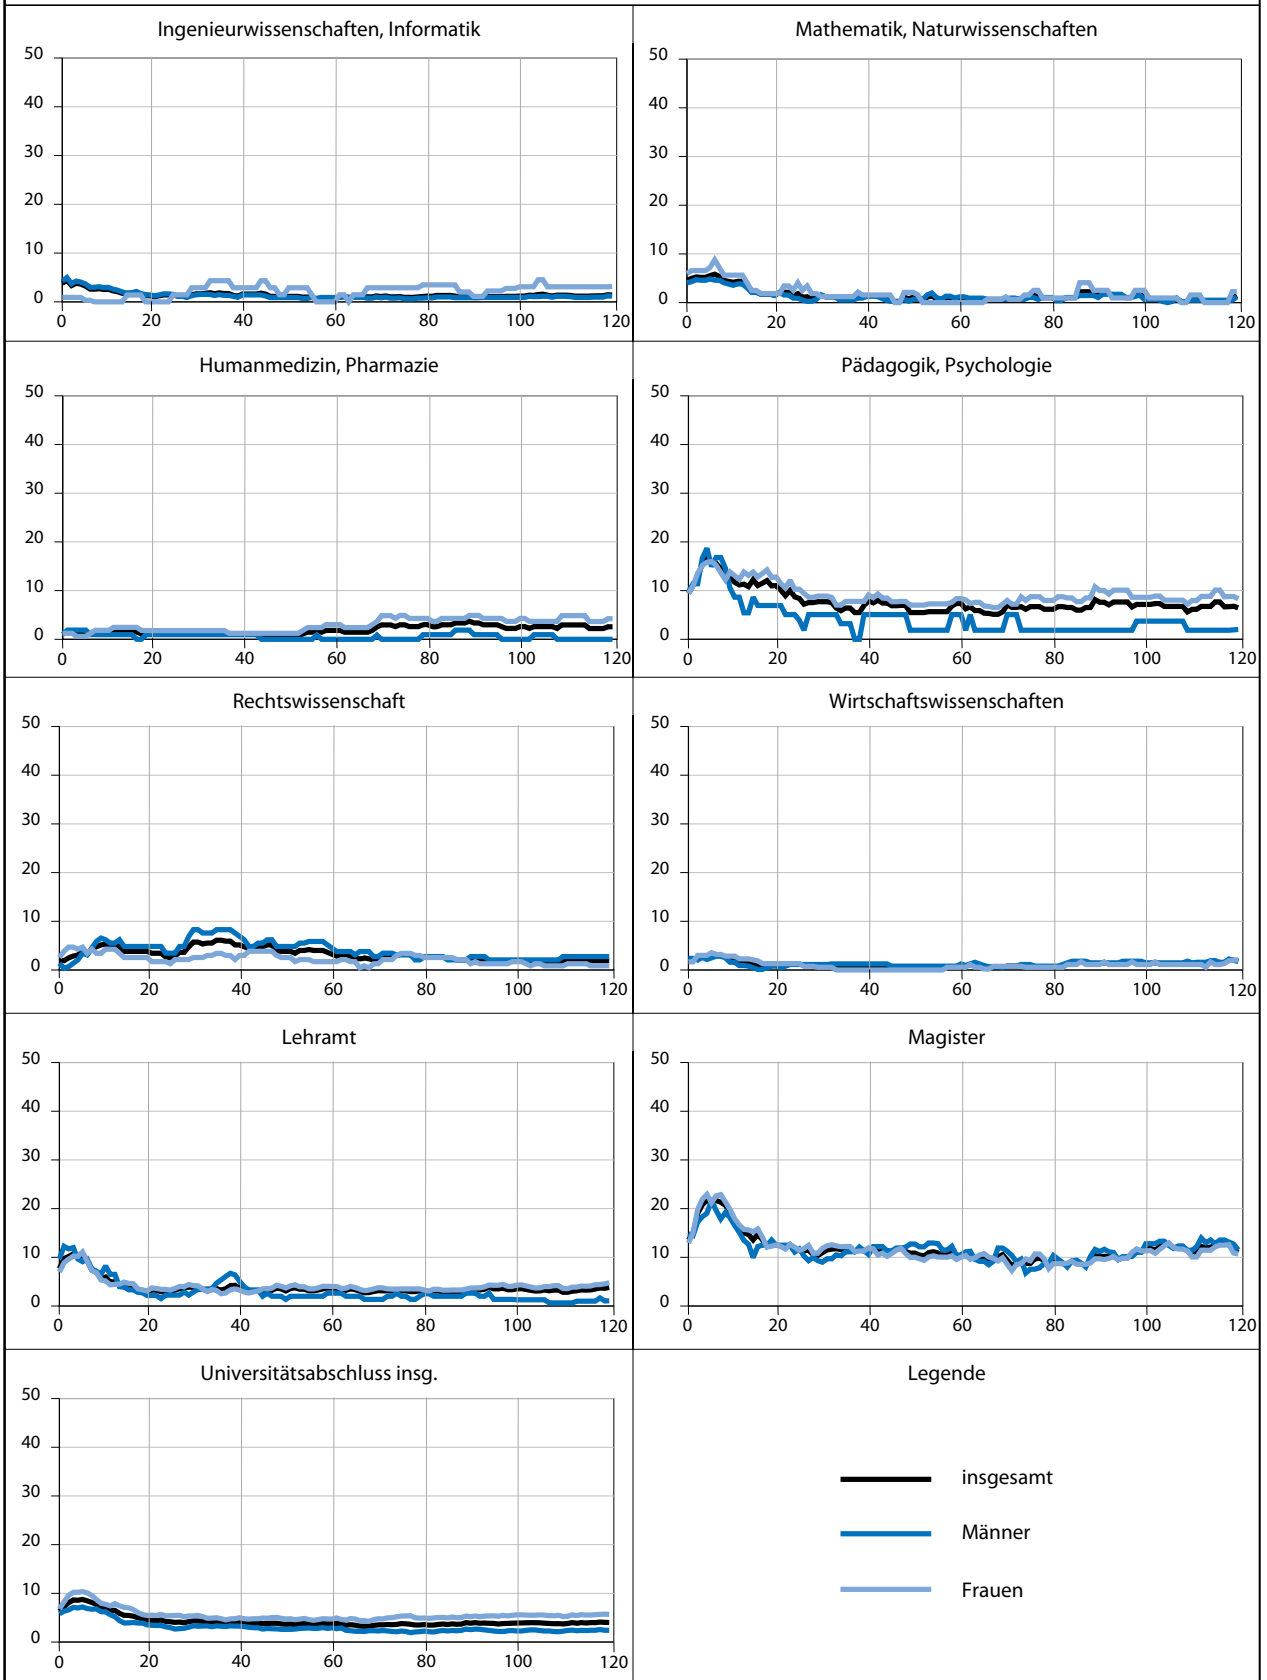 Ingenieurwissenschaften, Informatik
50
40
30
20
10
0
0 20 40 60 80 100 120
Mathematik, Naturwissenschaften
50
40
30
20
10
0
0 20 40 60 80 100 120
Humanmedizin, Pharmazie
50
40
30
20
10
0
0 20 40 60 80 100 120
Pädagogik, Psychologie
50
40
30
20
10
0
0 20 40 60 80 100 120
Rechtswissenschaft
50
40
30
20
10
0
0 20 40 60 80 100 120
Wirtschaftswissenschaften
50
40
30
20
10
0
0 20 40 60 80 100 120
Lehramt
50
40
30
20
10
0
0 20 40 60 80 100 120
Magister
50
40
30
20
10
0
0 20 40 60 80 100 120
Universitätsabschluss insg.
50
40
30
20
10
0
0 20 40 60 80 100 120
Legende
insgesamt
Männer
Frauen